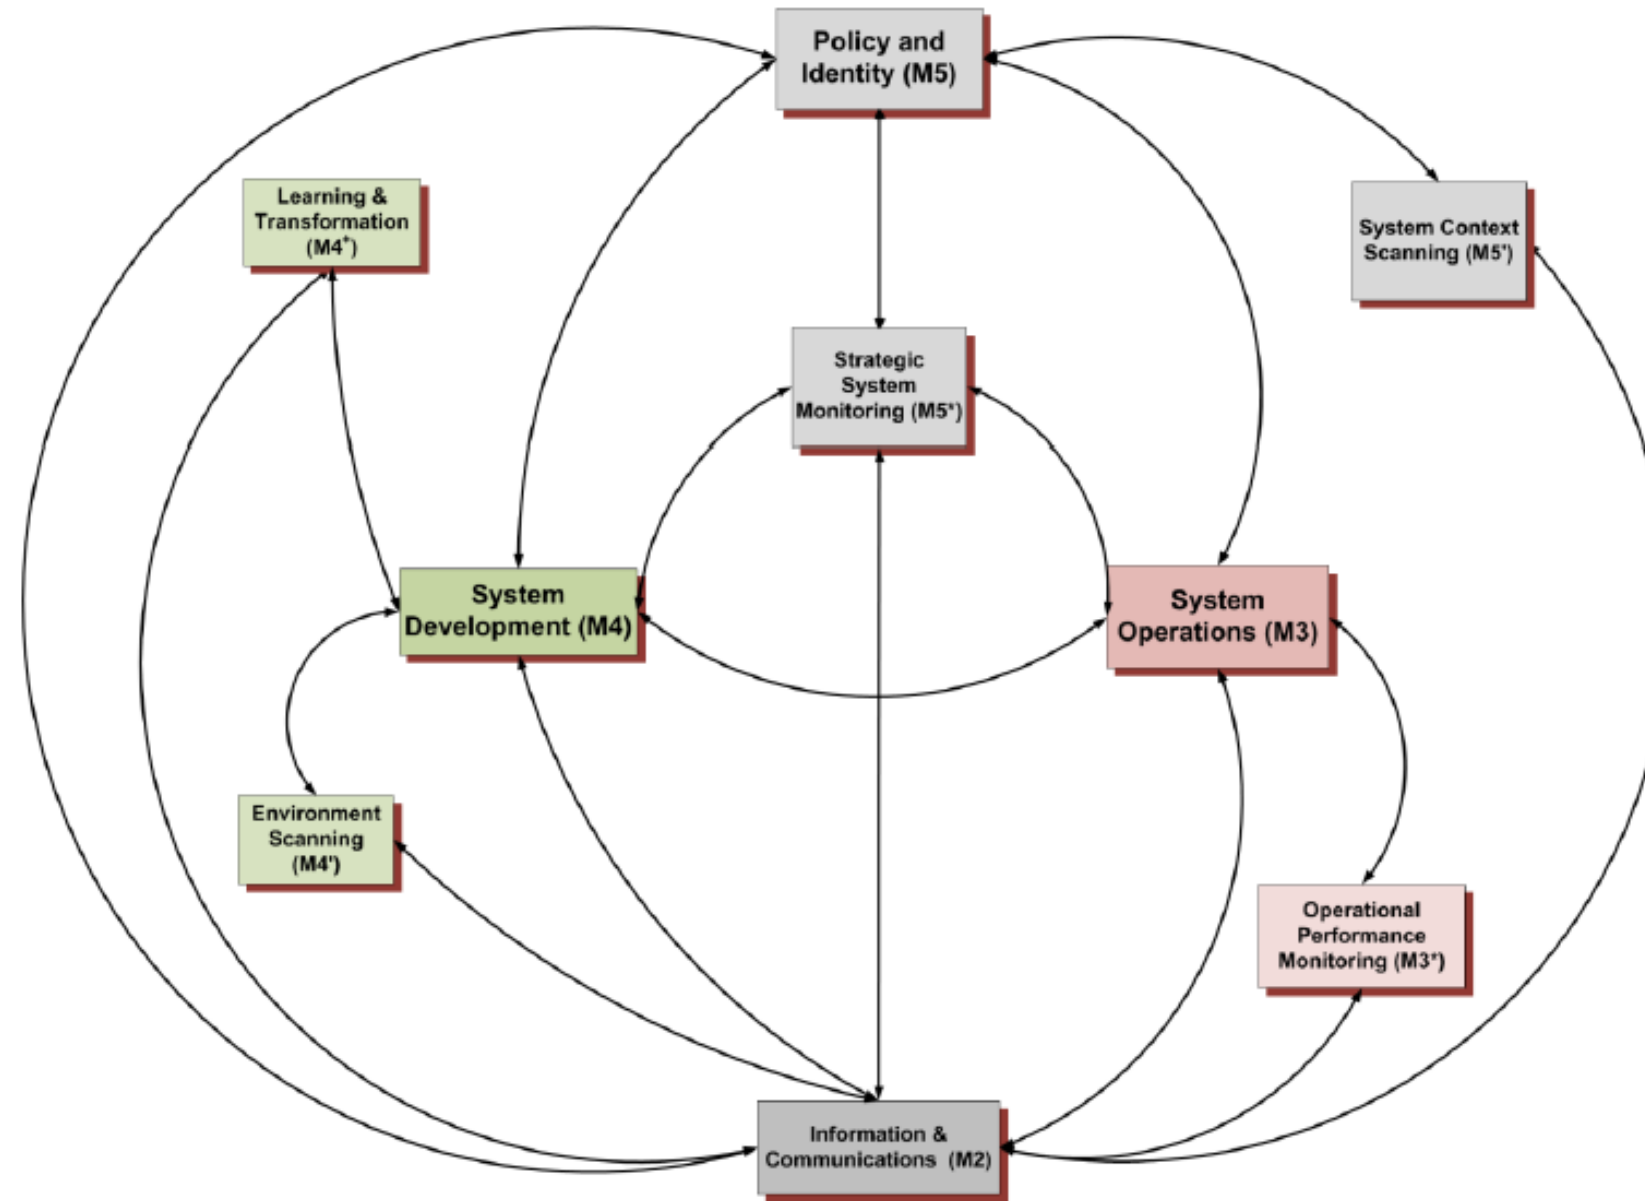 Policy and
Identity (M5)
Learning &
Transformation
(M4⁺)
System Context
Scanning (M5')
Strategic
System
Monitoring (M5*)
System
Development (M4)
System
Operations (M3)
Environment
Scanning
(M4')
Operational
Performance
Monitoring (M3*)
Information &
Communications (M2)